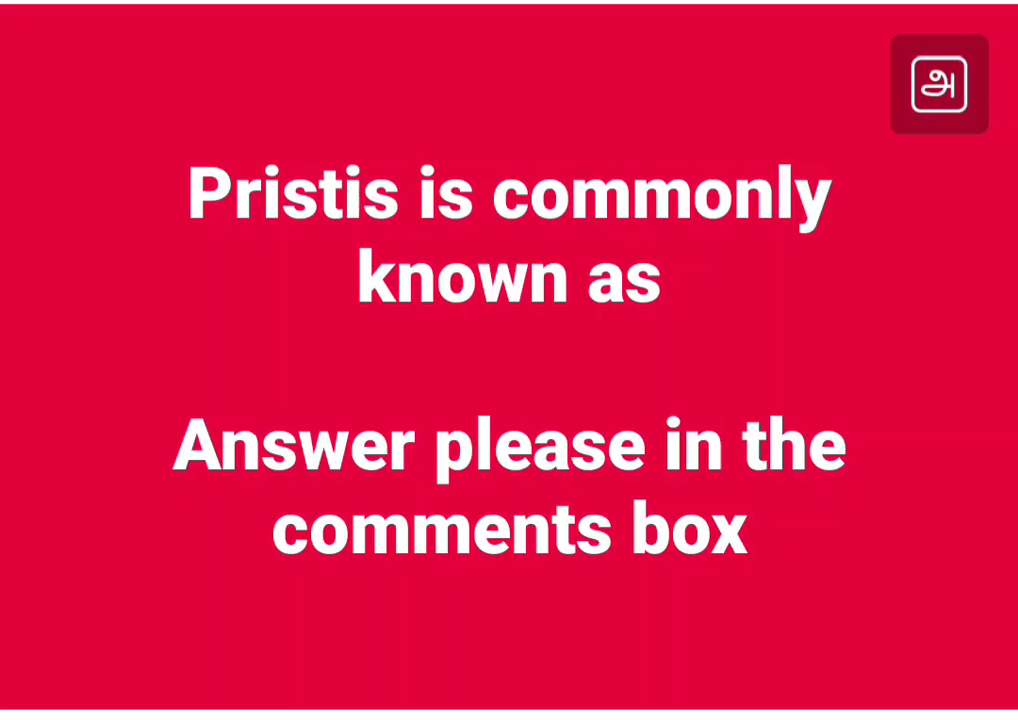 அ
Pristis is commonly
known as
Answer please in the
comments box